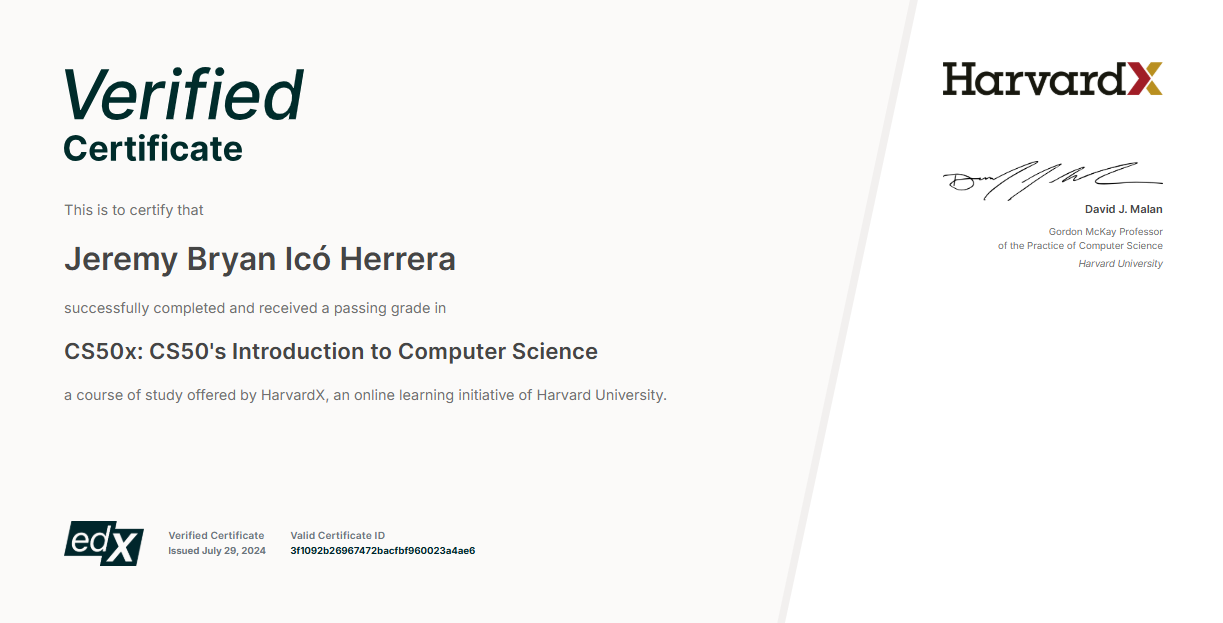 Verified
Certificate
This is to certify that
Jeremy Bryan Icó Herrera
successfully completed and received a passing grade in
CS50x: CS50's Introduction to Computer Science
a course of study offered by HarvardX, an online learning initiative of Harvard University.
edX
Verified Certificate
Issued July 29, 2024
Valid Certificate ID
3f1092b26967472bacfbf960023a4ae6
HarvardX
David J. Malan
Gordon McKay Professor
of the Practice of Computer Science
Harvard University